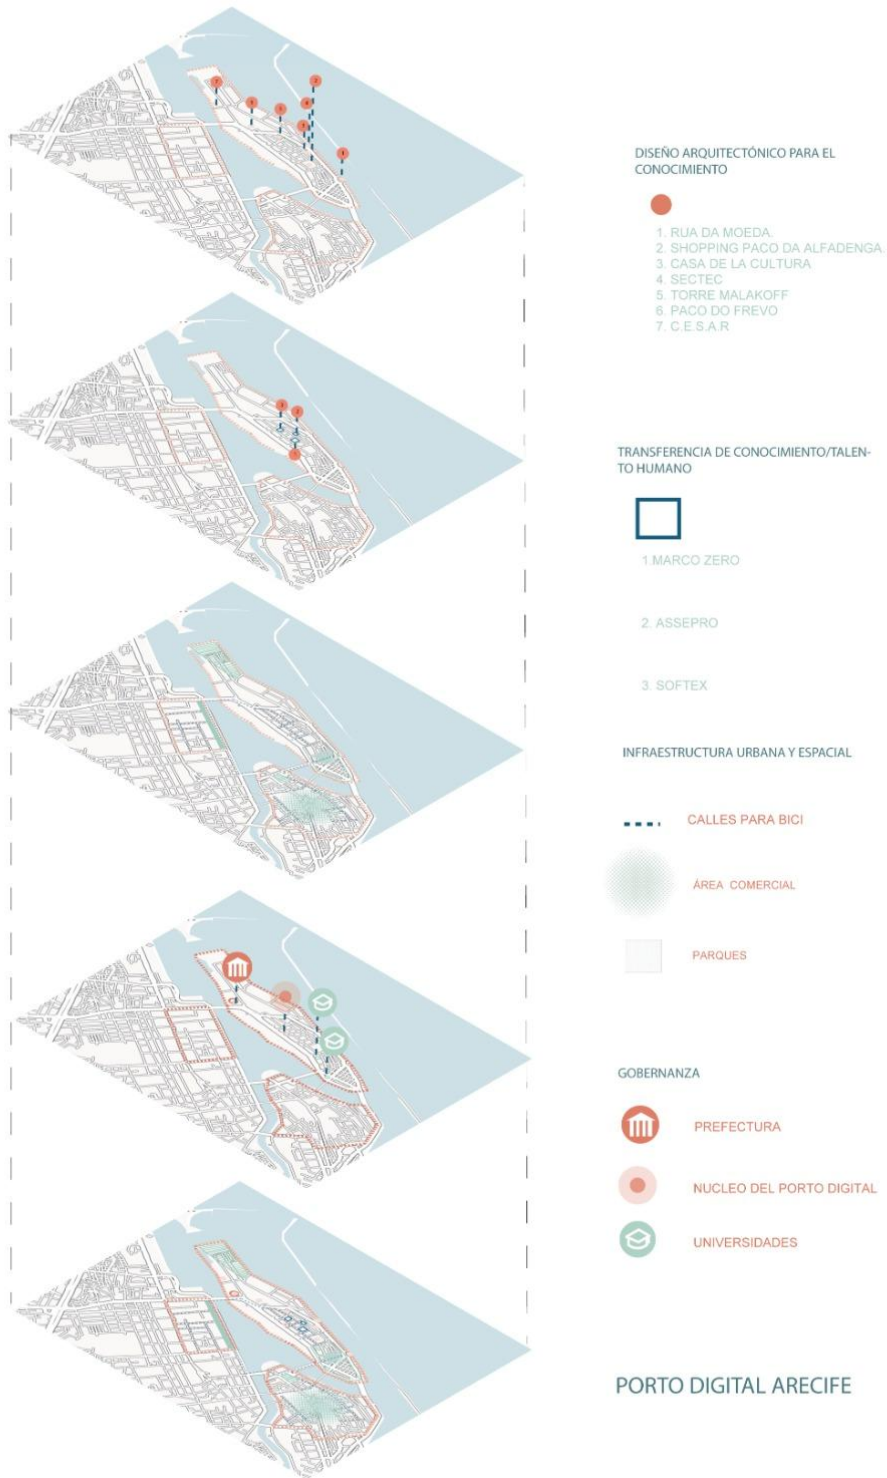 DISEÑO ARQUITECTÓNICO PARA EL
CONOCIMIENTO
1. RUA DA MOEDA.
2. SHOPPING PACO DA ALFADENGA.
3. CASA DE LA CULTURA
4. SECTEC
5. TORRE MALAKOFF
6. PACO DO FREVO
7. C.E.S.A.R
TRANSFERENCIA DE CONOCIMIENTO/TALEN-
TO HUMANO
1.MARCO ZERO
2. ASSEPRO
3. SOFTEX
INFRAESTRUCTURA URBANA Y ESPACIAL
CALLES PARA BICI
ÁREA COMERCIAL
PARQUES
GOBERNANZA
PREFECTURA
NUCLEO DEL PORTO DIGITAL
UNIVERSIDADES
PORTO DIGITAL ARECIFE